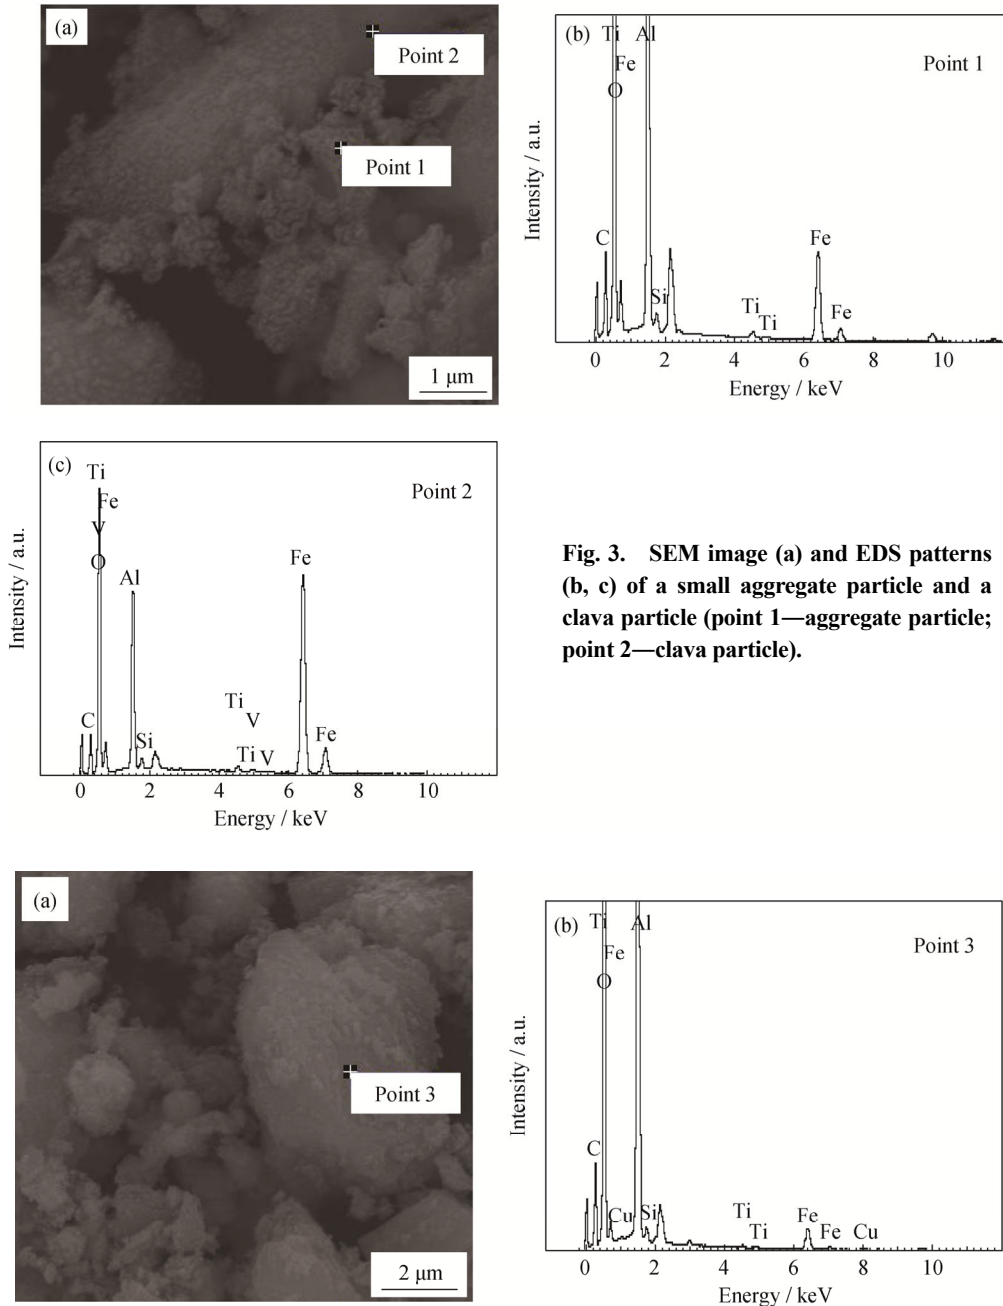 (a)
Point 2
Point 1
1 μm
(b)
Ti
Al
Fe
O
Point 1
C
Si
Ti
Ti
Fe
Fe
Intensity / a.u.
0 2 4 6 8 10
Energy / keV
(c)
Ti
Fe
V
O
Point 2
Al
Fe
C
Si
Ti
V
Ti V
Fe
Intensity / a.u.
0 2 4 6 8 10
Energy / keV
Fig. 3. SEM image (a) and EDS patterns
(b, c) of a small aggregate particle and a
clava particle (point 1—aggregate particle;
point 2—clava particle).
(a)
Point 3
2 μm
(b)
Ti
Al
Fe
O
Point 3
C
Cu
Si
Ti
Ti
Fe
Fe
Cu
Intensity / a.u.
0 2 4 6 8 10
Energy / keV